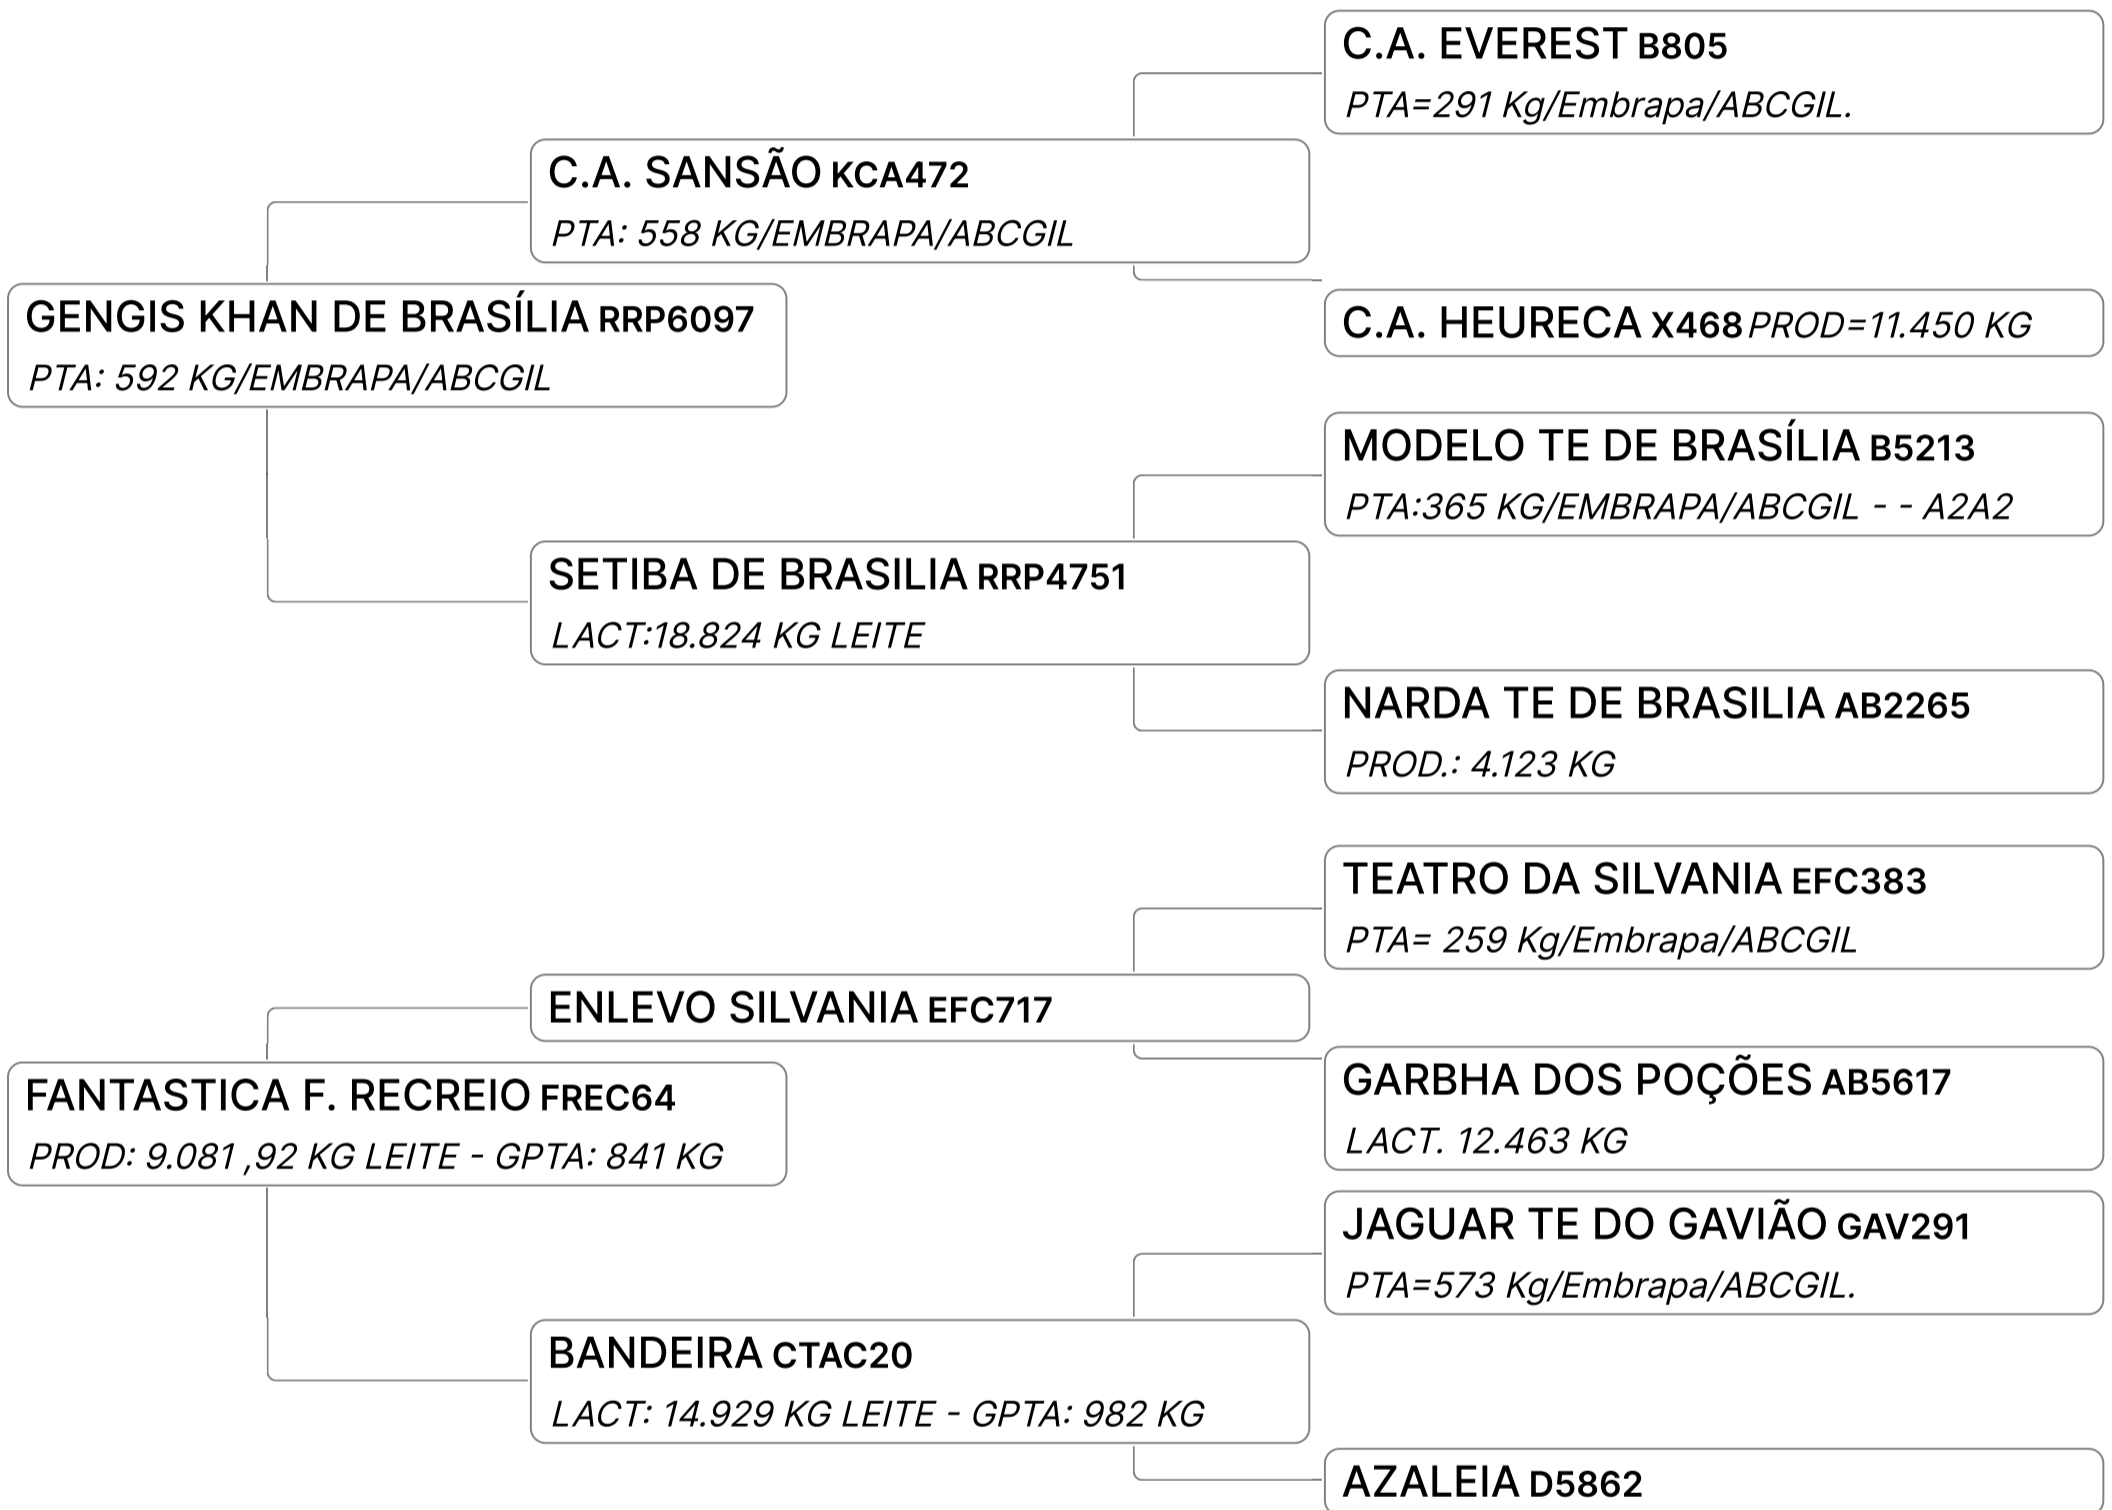 C.A. EVEREST B805
PTA=291 Kg/Embrapa/ABCGIL.
C.A. SANSÃO KCA472
PTA: 558 KG/EMBRAPA/ABCGIL
GENGIS KHAN DE BRASÍLIA RRP6097
PTA: 592 KG/EMBRAPA/ABCGIL
C.A. HEURECA X468 PROD=11.450 KG
MODELO TE DE BRASÍLIA B5213
PTA:365 KG/EMBRAPA/ABCGIL - - A2A2
SETIBA DE BRASILIA RRP4751
LACT:18.824 KG LEITE
NARDA TE DE BRASILIA AB2265
PROD.: 4.123 KG
TEATRO DA SILVANIA EFC383
PTA= 259 Kg/Embrapa/ABCGIL
ENLEVO SILVANIA EFC717
FANTASTICA F. RECREIO FREC64
PROD: 9.081 ,92 KG LEITE - GPTA: 841 KG
GARBHA DOS POÇÕES AB5617
LACT. 12.463 KG
JAGUAR TE DO GAVIÃO GAV291
PTA=573 Kg/Embrapa/ABCGIL.
BANDEIRA CTAC20
LACT: 14.929 KG LEITE - GPTA: 982 KG
AZALEIA D5862